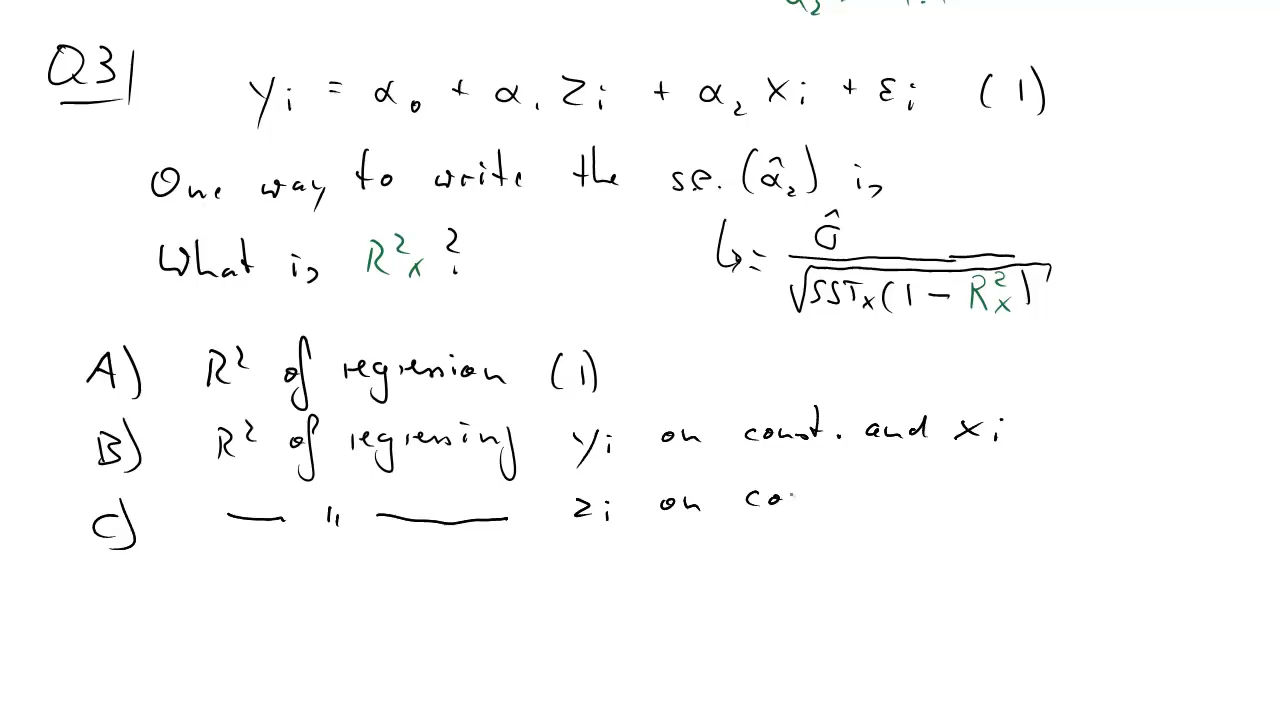 Q3|
y_i = α_0 + α_1 z_i + α_2 x_i + ε_i (1)
One way to write the se. (α̂_2) is
What is R²_x ?
↳ = σ̂ / √SST_x (1 − R²_x)
A) R² of regression (1)
B) R² of regressing y_i on const. and x_i
C) — " — z_i on co